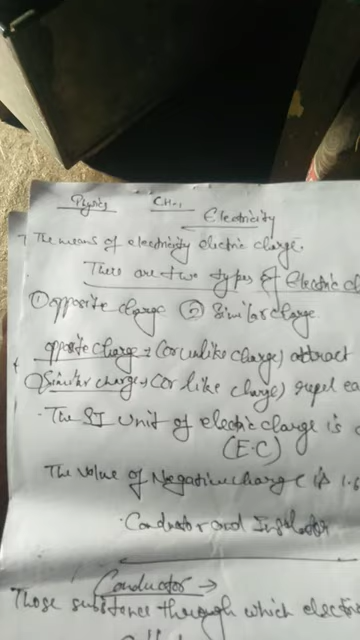 Physics CH-1
Electricity
The means of electricity electric charge.
There are two types of Electric
① opposite charge ② Similar charge
opposite charge → (or unlike charge) attract
Similar charge → (or like charge) repel
The SI unit of electric charge is
(E.C)
The value of Negative charge is 1.6
Conductor and Insulator
Conductor →
Those substance through which